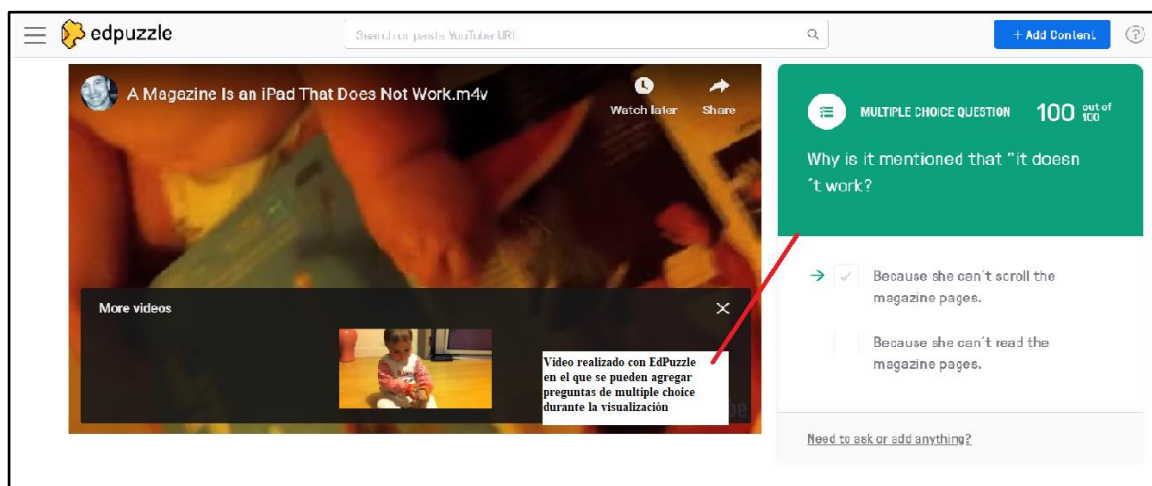 edpuzzle
Search or paste YouTube URL
+ Add Content
?
A Magazine Is an iPad That Does Not Work.m4v
Watch later
Share
MULTIPLE CHOICE QUESTION
100 out of 100
Why is it mentioned that "it doesn
´t work?
Because she can't scroll the
magazine pages.
Because she can't read the
magazine pages.
More videos
Video realizado con EdPuzzle
en el que se pueden agregar
preguntas de multiple choice
durante la visualización
Need to ask or add anything?